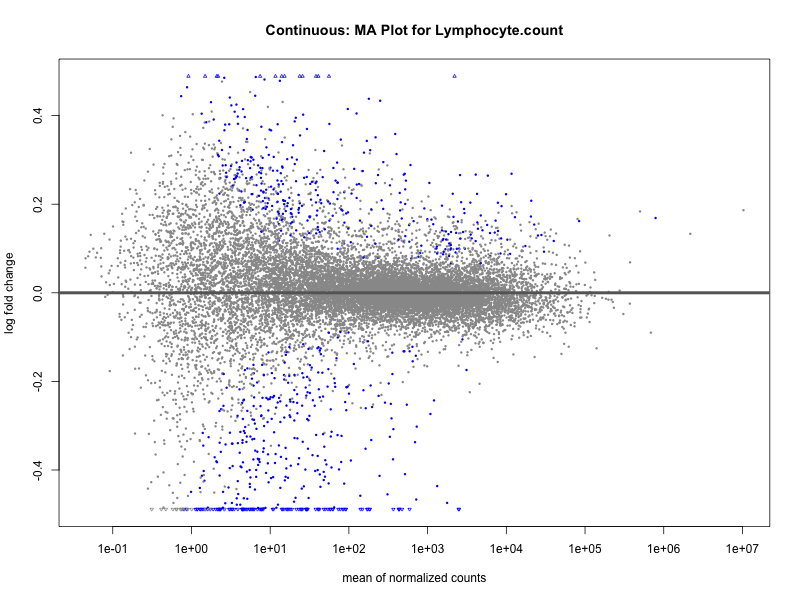 Continuous: MA Plot for Lymphocyte.count
0.4
0.2
0.0
-0.2
-0.4
log fold change
1e-01 1e+00 1e+01 1e+02 1e+03 1e+04 1e+05 1e+06 1e+07
mean of normalized counts